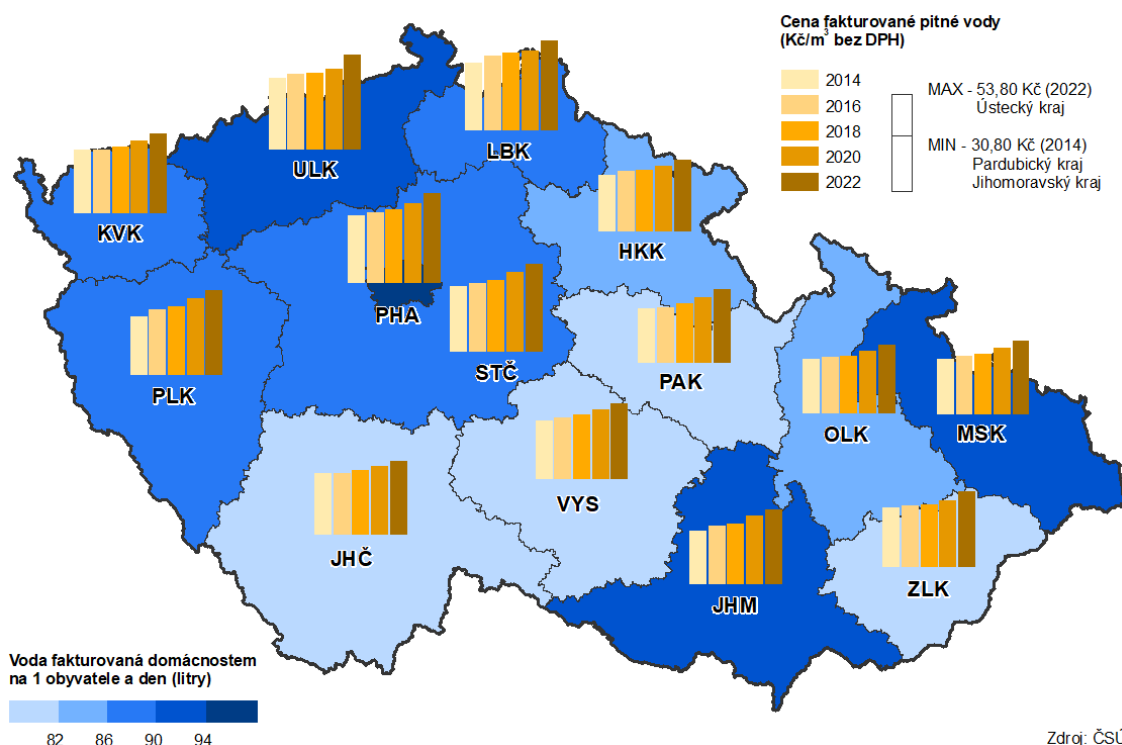 Cena fakturované pitné vody
(Kč/m³ bez DPH)
2014
2016
2018
2020
2022
MAX - 53,80 Kč (2022)
Ústecký kraj
MIN - 30,80 Kč (2014)
Pardubický kraj
Jihomoravský kraj
ULK
LBK
KVK
HKK
PHA
STČ
PLK
PAK
OLK
MSK
VYS
JHČ
JHM
ZLK
Voda fakturovaná domácnostem
na 1 obyvatele a den (litry)
82 86 90 94
Zdroj: ČSÚ